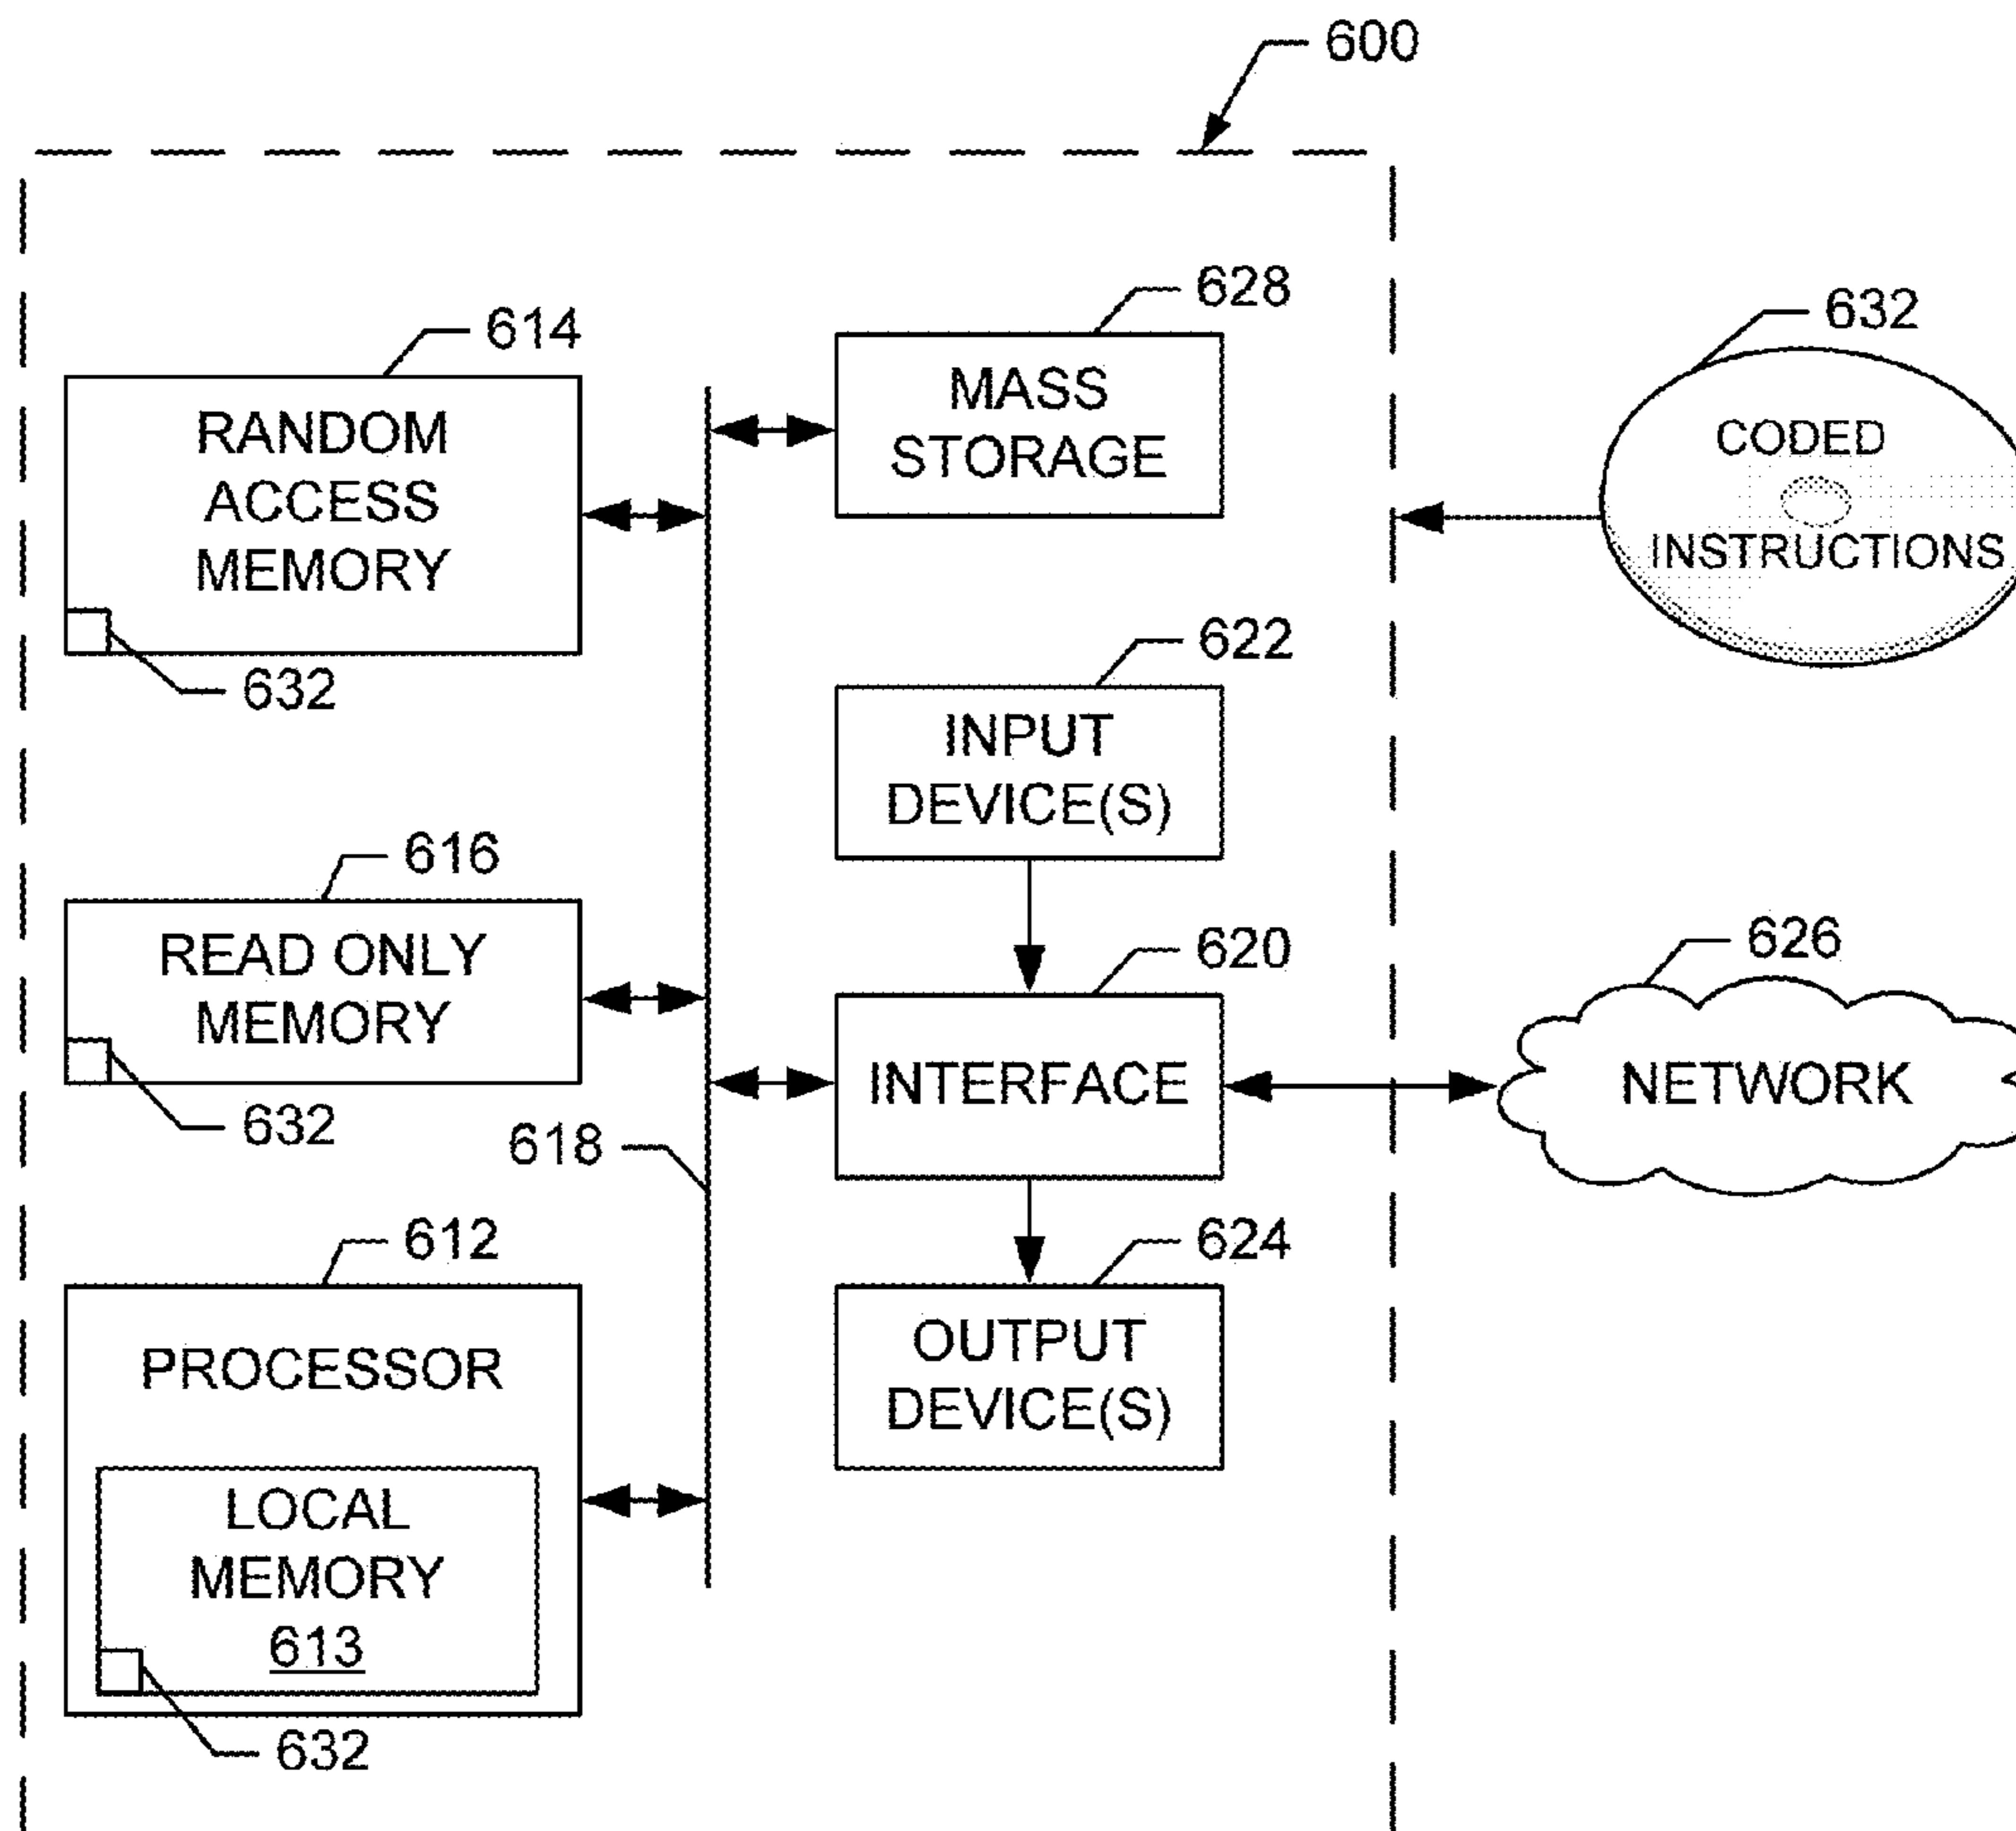 600
628
614
632
MASS
STORAGE
RANDOM
ACCESS
MEMORY
CODED
INSTRUCTIONS
632
622
INPUT
DEVICE(S)
616
READ ONLY
MEMORY
620
626
INTERFACE
NETWORK
632
618
612
624
PROCESSOR
OUTPUT
DEVICE(S)
LOCAL
MEMORY
613
632